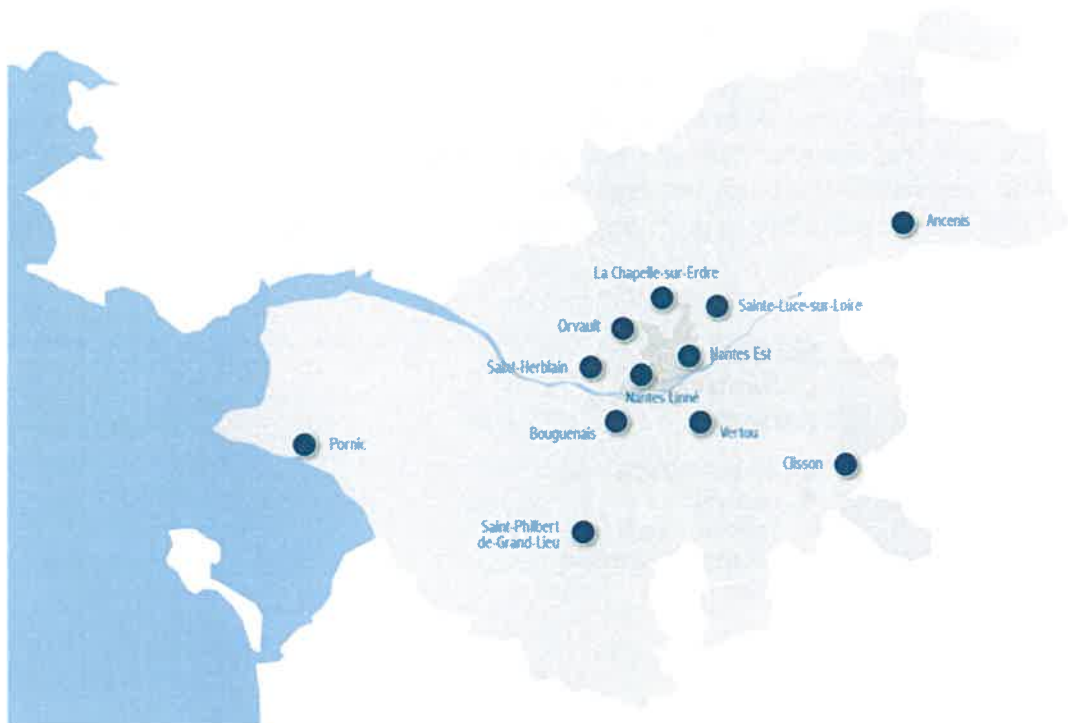 Ancenis
La Chapelle-sur-Erdre
Sainte-Luce-sur-Loire
Orvault
Nantes Est
Saint-Herblain
Nantes Linné
Bouguenais
Vertou
Pornic
Clisson
Saint-Philbert
de-Grand-Lieu